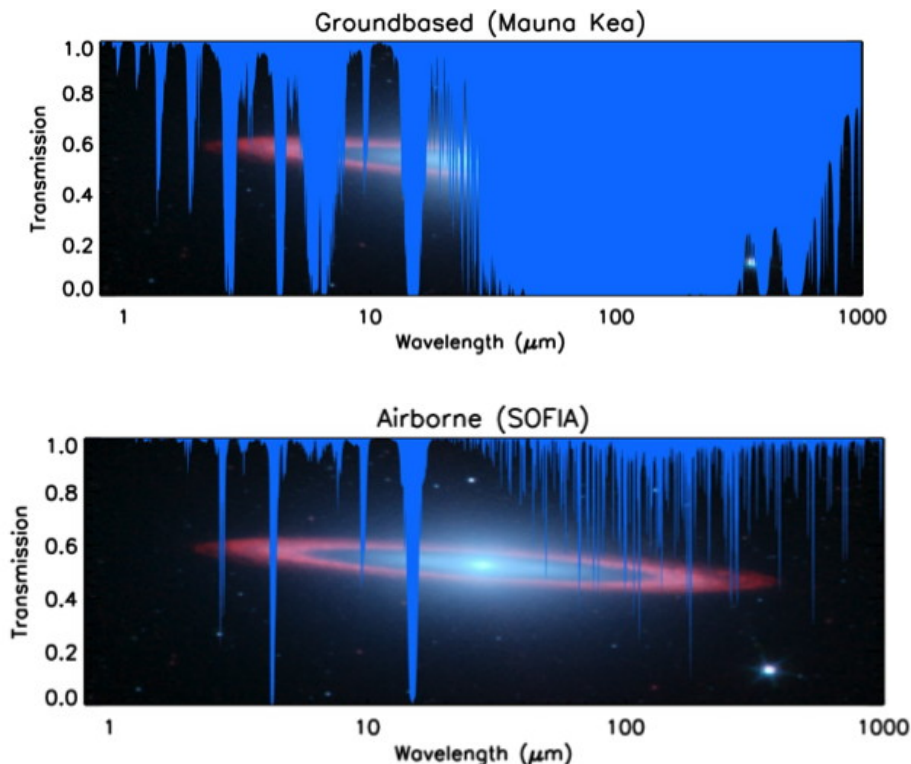 Groundbased (Mauna Kea)
Transmission
1.0
0.8
0.6
0.4
0.2
0.0
1 10 100 1000
Wavelength (μm)
Airborne (SOFIA)
Transmission
1.0
0.8
0.6
0.4
0.2
0.0
1 10 100 1000
Wavelength (μm)